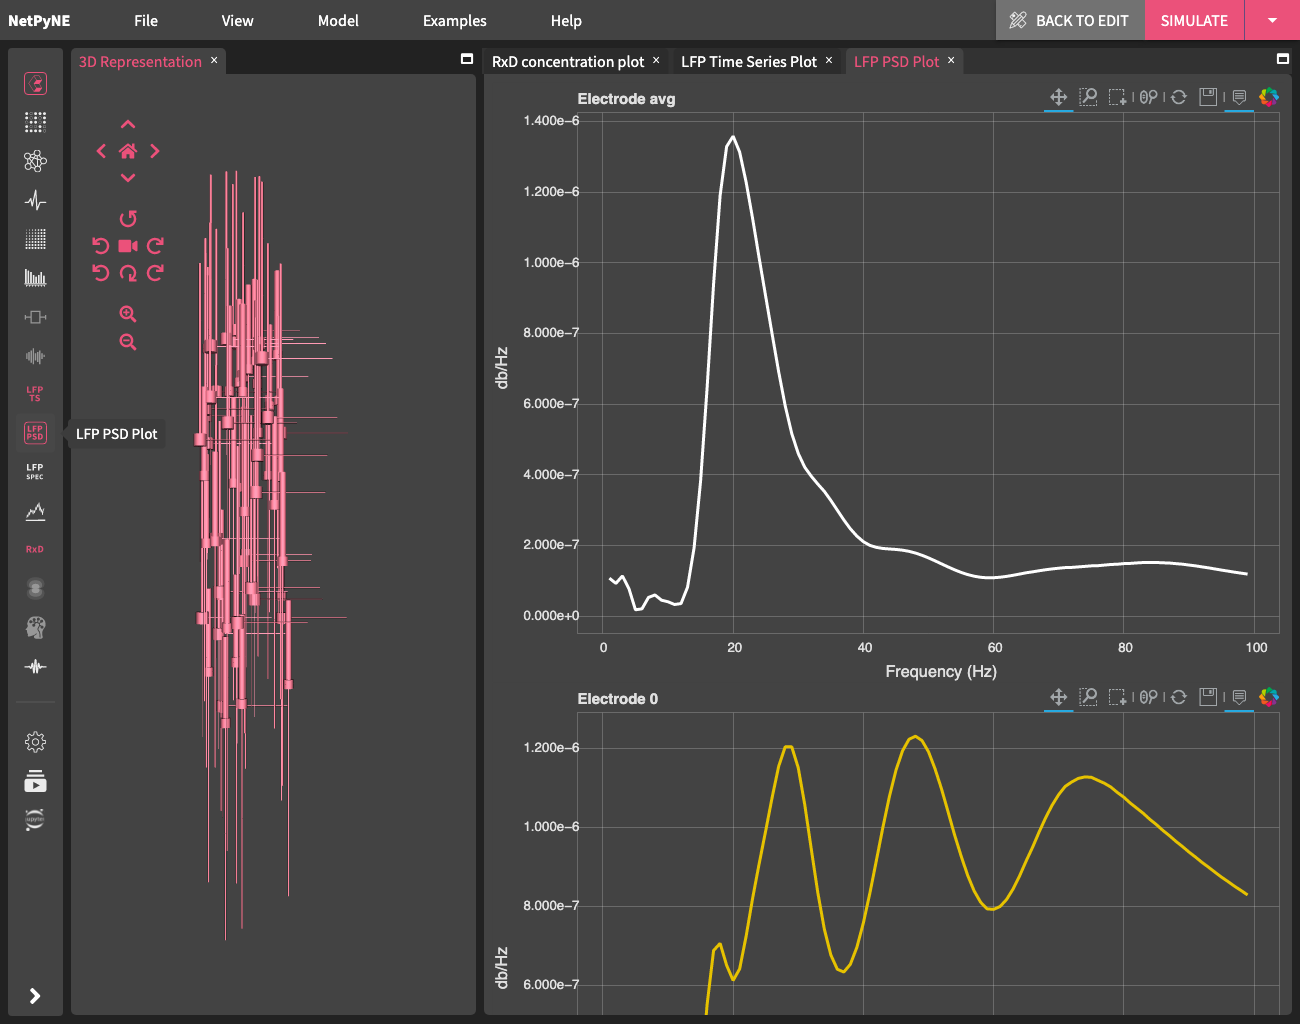 NetPyNE File View Model Examples Help BACK TO EDIT SIMULATE
3D Representation ×
RxD concentration plot × LFP Time Series Plot × LFP PSD Plot ×
LFP
TS
LFP
PSD
LFP PSD Plot
LFP
SPEC
RxD
jupyter
Electrode avg
1.400e−6
1.200e−6
1.000e−6
8.000e−7
6.000e−7
4.000e−7
2.000e−7
0.000e+0
db/Hz
0 20 40 60 80 100
Frequency (Hz)
Electrode 0
1.200e−6
1.000e−6
8.000e−7
6.000e−7
db/Hz